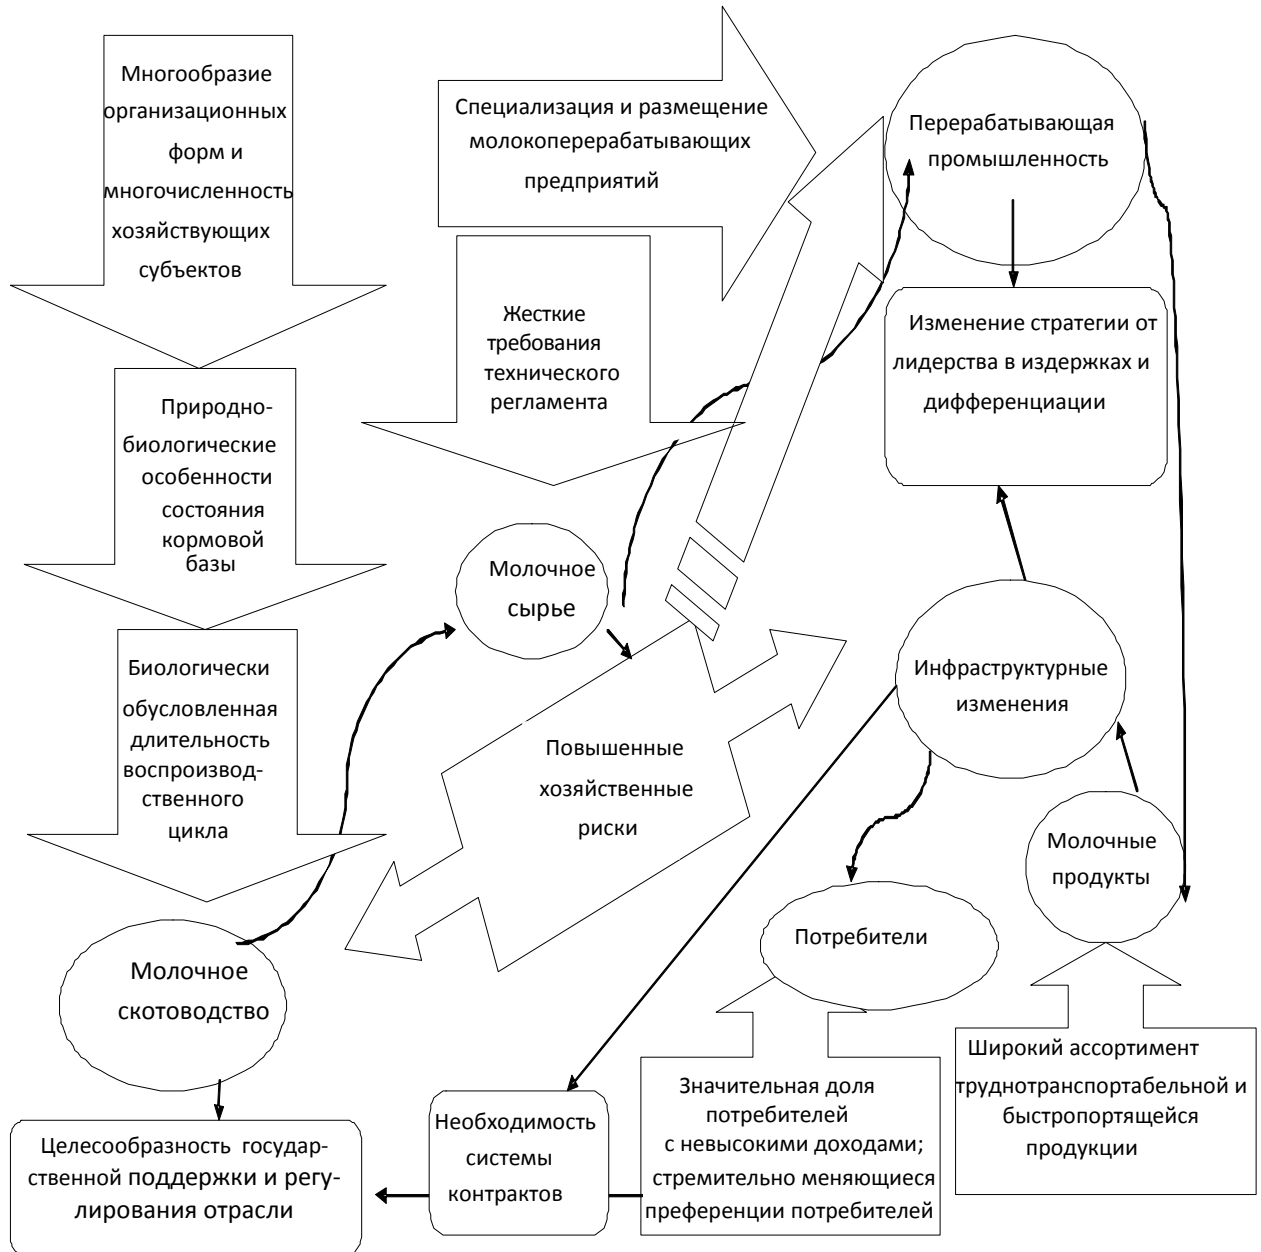 Многообразие
организационных
форм и
многочисленность
хозяйствующих
субъектов
Специализация и размещение
молокоперерабатывающих
предприятий
Перерабатывающая
промышленность
Жесткие
требования
технического
регламента
Изменение стратегии от
лидерства в издержках и
дифференциации
Природно-
биологические
особенности
состояния
кормовой
базы
Молочное
сырье
Биологически
обусловленная
длительность
воспроизвод-
ственного
цикла
Повышенные
хозяйственные
риски
Инфраструктурные
изменения
Молочные
продукты
Потребители
Молочное
скотоводство
Широкий ассортимент
труднотранспортабельной и
быстропортящейся
продукции
Значительная доля
потребителей
с невысокими доходами;
стремительно меняющиеся
преференции потребителей
Необходимость
системы
контрактов
Целесообразность государ-
ственной поддержки и регу-
лирования отрасли